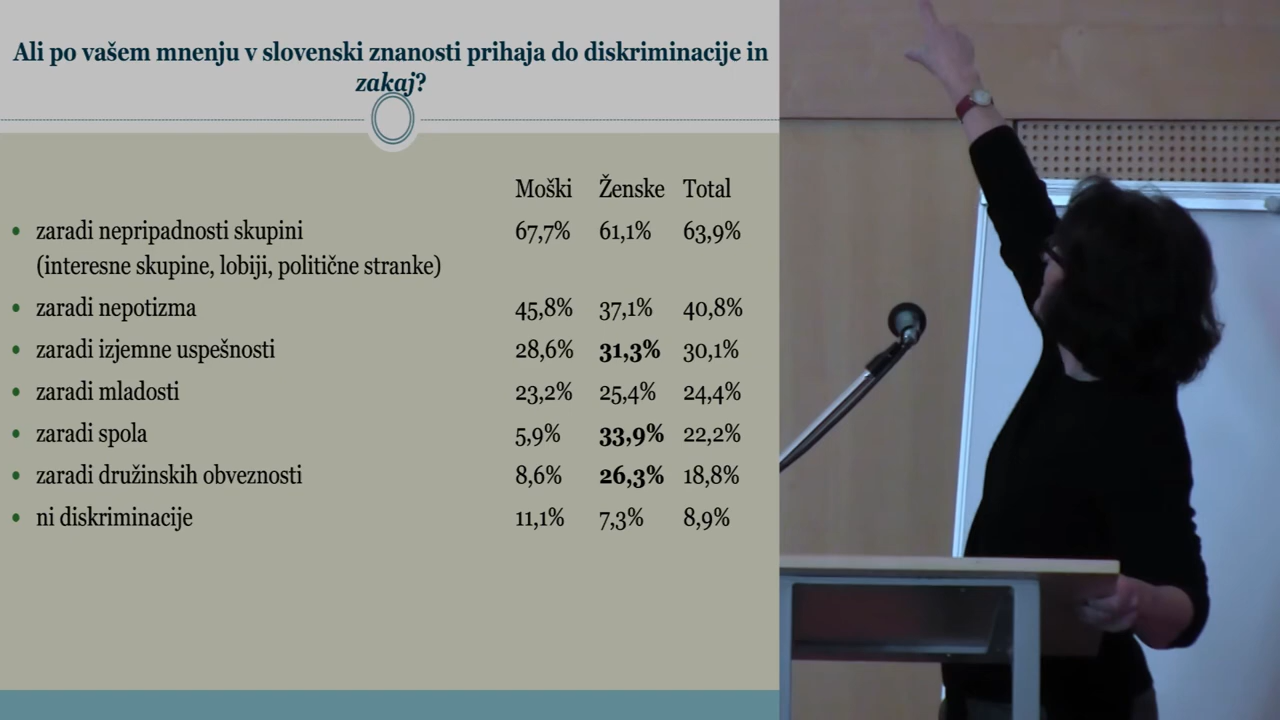 Ali po vašem mnenju v slovenski znanosti prihaja do diskriminacije in
zakaj?
Moški Ženske Total
• zaradi nepripadnosti skupini 67,7% 61,1% 63,9%
(interesne skupine, lobiji, politične stranke)
• zaradi nepotizma 45,8% 37,1% 40,8%
• zaradi izjemne uspešnosti 28,6% 31,3% 30,1%
• zaradi mladosti 23,2% 25,4% 24,4%
• zaradi spola 5,9% 33,9% 22,2%
• zaradi družinskih obveznosti 8,6% 26,3% 18,8%
• ni diskriminacije 11,1% 7,3% 8,9%